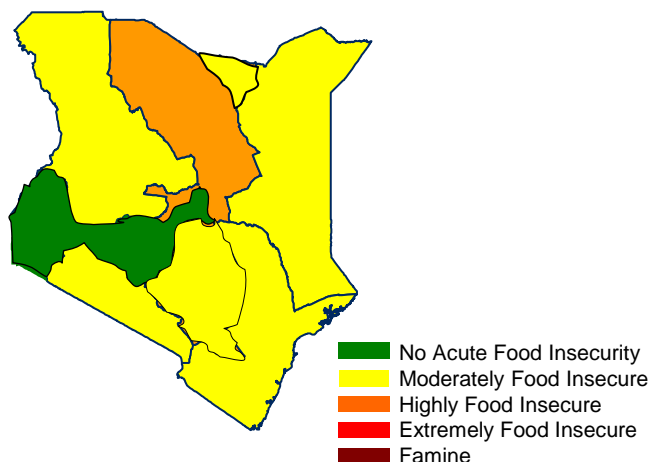 No Acute Food Insecurity
Moderately Food Insecure
Highly Food Insecure
Extremely Food Insecure
Famine